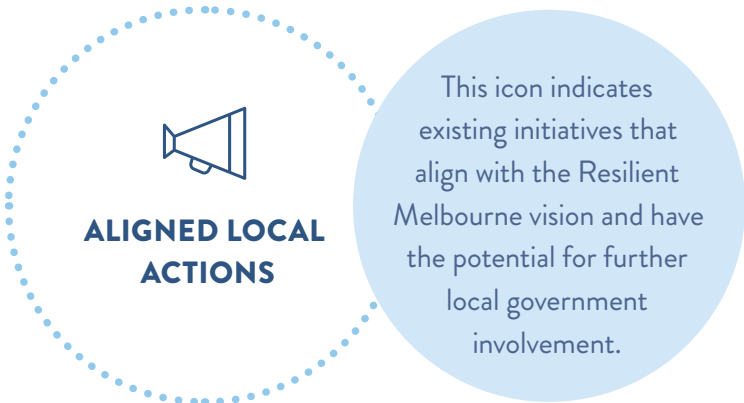 ALIGNED LOCAL
ACTIONS
This icon indicates
existing initiatives that
align with the Resilient
Melbourne vision and have
the potential for further
local government
involvement.